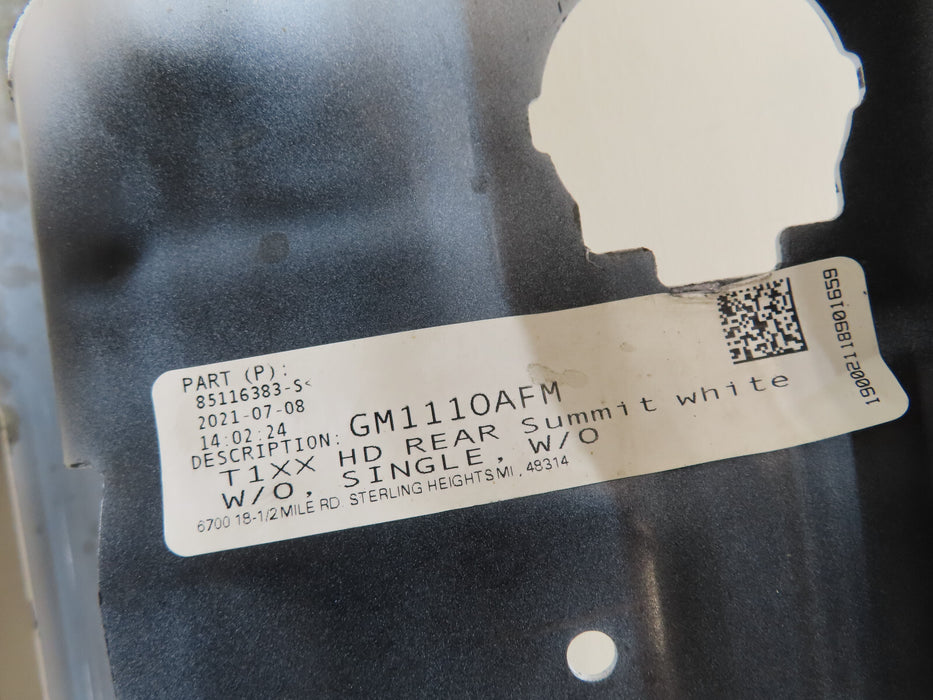 PART (P):
85116383-S<
2021-07-08
14:02:24
GM1110AFM
DESCRIPTION:
T1XX HD REAR Summit white
W/O, SINGLE, W/O
6700 18-1/2 MILE RD. STERLING HEIGHTS MI , 48314